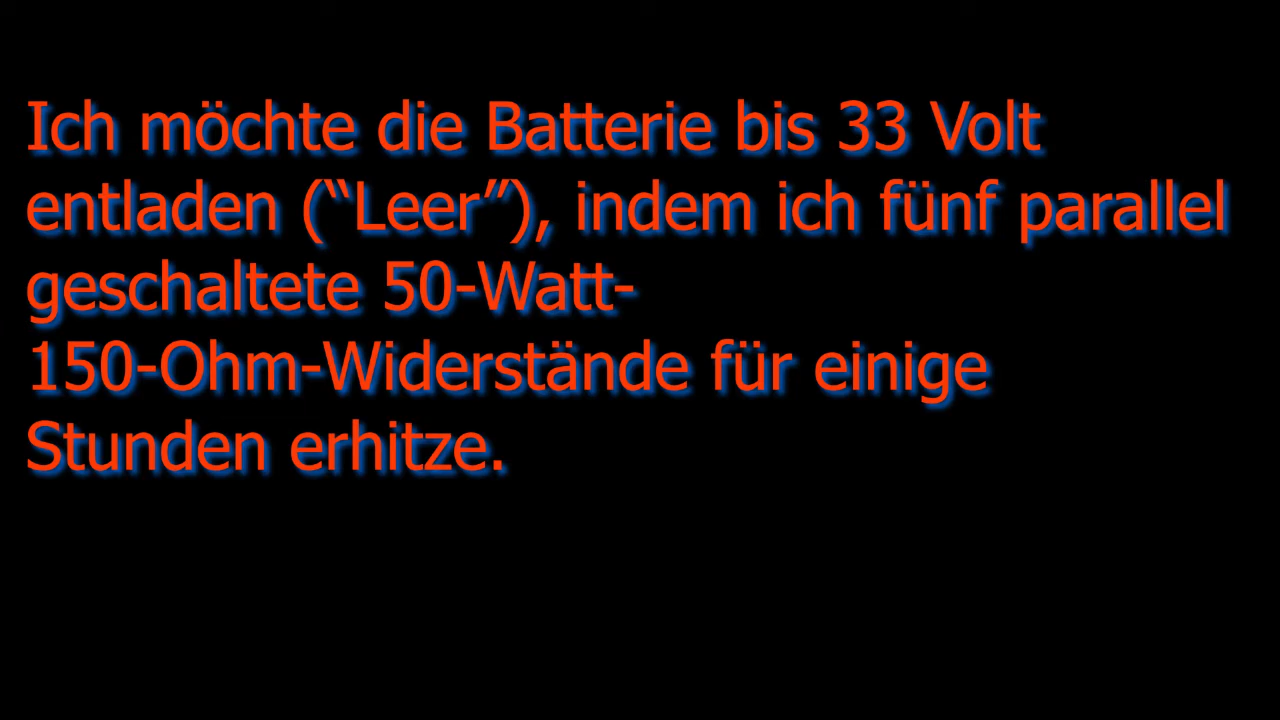 Ich möchte die Batterie bis 33 Volt
entladen (“Leer”), indem ich fünf parallel
geschaltete 50-Watt-
150-Ohm-Widerstände für einige
Stunden erhitze.